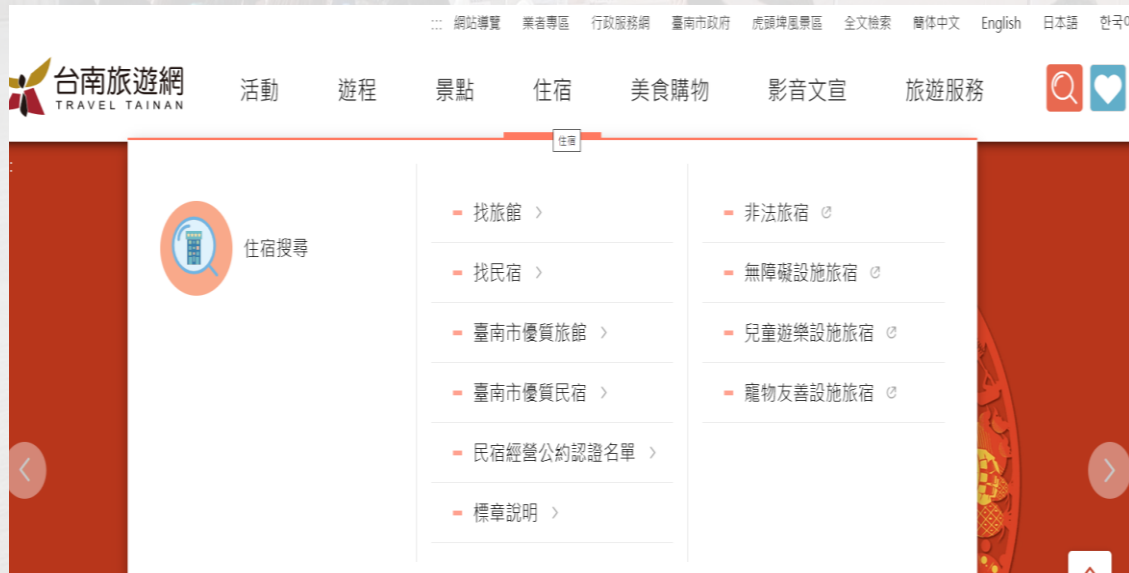 ::: 網站導覽 業者專區 行政服務網 臺南市政府 虎頭埤風景區 全文檢索 簡体中文 English 日本語 한국어
台南旅遊網
TRAVEL TAINAN
活動 遊程 景點 住宿 美食購物 影音文宣 旅遊服務
住宿
住宿搜尋
找旅館
找民宿
臺南市優質旅館
臺南市優質民宿
民宿經營公約認證名單
標章說明
非法旅宿
無障礙設施旅宿
兒童遊樂設施旅宿
寵物友善設施旅宿